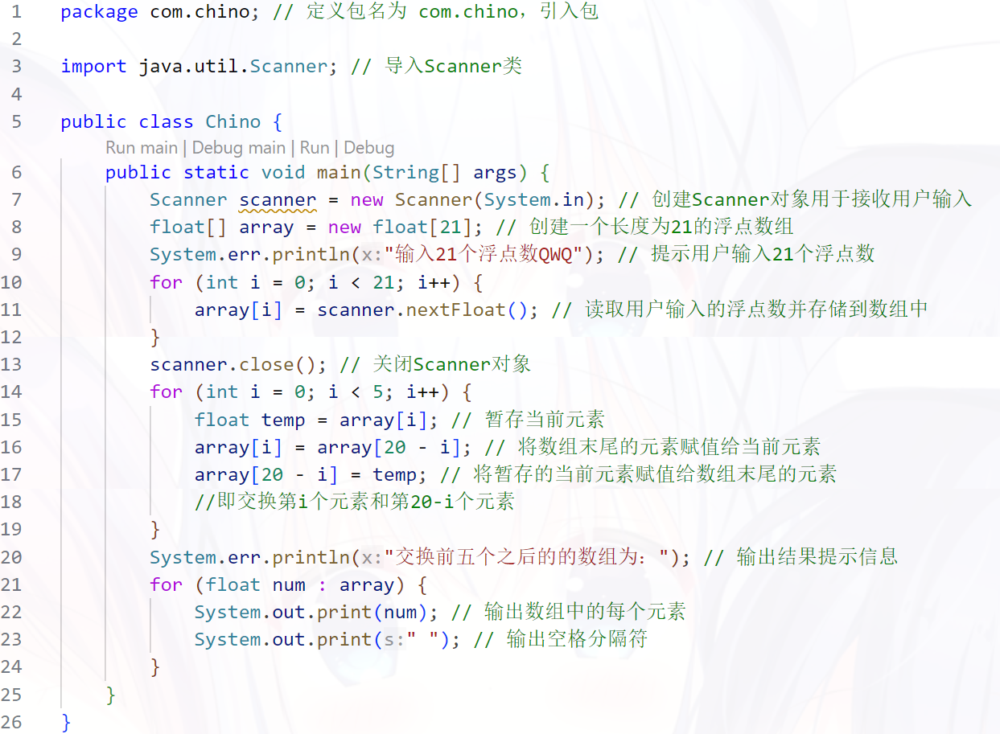 1 package com.chino; // 定义包名为 com.chino，引入包
2
3 import java.util.Scanner; // 导入Scanner类
4
5 public class Chino {
Run main | Debug main | Run | Debug
6 public static void main(String[] args) {
7 Scanner scanner = new Scanner(System.in); // 创建Scanner对象用于接收用户输入
8 float[] array = new float[21]; // 创建一个长度为21的浮点数组
9 System.err.println(x:"输入21个浮点数QWQ"); // 提示用户输入21个浮点数
10 for (int i = 0; i < 21; i++) {
11 array[i] = scanner.nextFloat(); // 读取用户输入的浮点数并存储到数组中
12 }
13 scanner.close(); // 关闭Scanner对象
14 for (int i = 0; i < 5; i++) {
15 float temp = array[i]; // 暂存当前元素
16 array[i] = array[20 - i]; // 将数组末尾的元素赋值给当前元素
17 array[20 - i] = temp; // 将暂存的当前元素赋值给数组末尾的元素
18 //即交换第i个元素和第20-i个元素
19 }
20 System.err.println(x:"交换前五个之后的的数组为："); // 输出结果提示信息
21 for (float num : array) {
22 System.out.print(num); // 输出数组中的每个元素
23 System.out.print(s:" "); // 输出空格分隔符
24 }
25 }
26 }